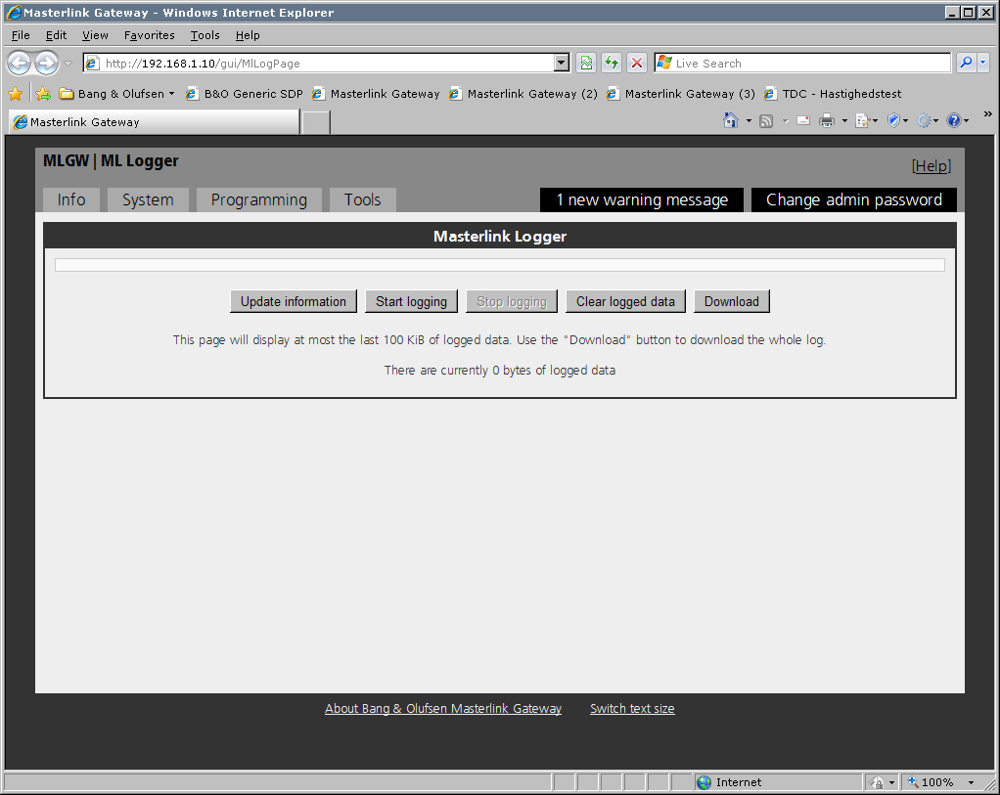 Masterlink Gateway - Windows Internet Explorer
File Edit View Favorites Tools Help
http://192.168.1.10/gui/MlLogPage Live Search
Bang & Olufsen B&O Generic SDP Masterlink Gateway Masterlink Gateway (2) Masterlink Gateway (3) TDC - Hastighedstest
Masterlink Gateway
MLGW | ML Logger [Help]
Info System Programming Tools 1 new warning message Change admin password
Masterlink Logger
Update information Start logging Stop logging Clear logged data Download
This page will display at most the last 100 KiB of logged data. Use the "Download" button to download the whole log.
There are currently 0 bytes of logged data
About Bang & Olufsen Masterlink Gateway Switch text size
Internet 100%